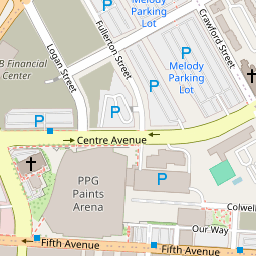 Melody
Parking
Lot
Crawford Street
Fullerton Street
Logan Street
B Financial
Center
P
P
Melody
Parking
Lot
P
P
P
Centre Avenue
P
PPG
Paints
Arena
P
Colwell
Our Way
Fifth Avenue
P
P
Fifth Avenue